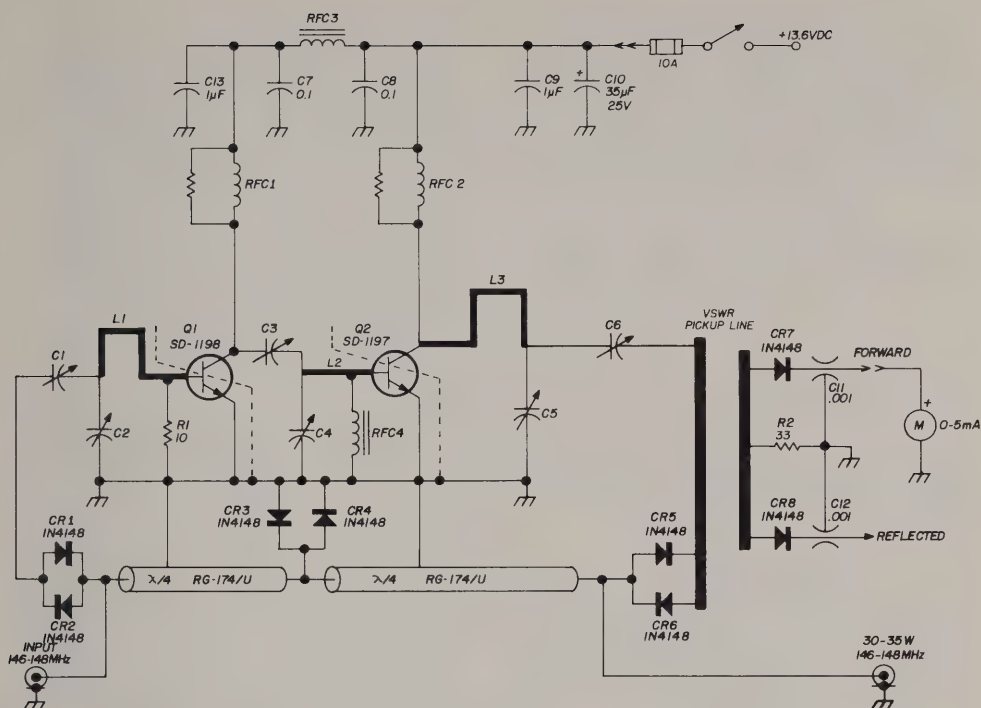 RFC3
+13.6VDC
10A
C13
1µF
C7
0.1
C8
0.1
C9
1µF
+
C10
35µF
25V
RFC1
RFC 2
L3
L1
Q1
SD-1198
C3
Q2
SD-1197
C6
VSWR
PICKUP LINE
CR7
1N4148
FORWARD
C1
L2
C11
.001
+
M
0-5mA
C2
R1
10
C4
RFC4
C5
R2
33
CR3
1N4148
CR4
1N4148
CR8
1N4148
C12
.001
REFLECTED
CR1
1N4148
CR5
1N4148
λ/4 RG-174/U
λ/4 RG-174/U
CR2
1N4148
CR6
1N4148
INPUT
146-148MHz
30-35W
146-148MHz